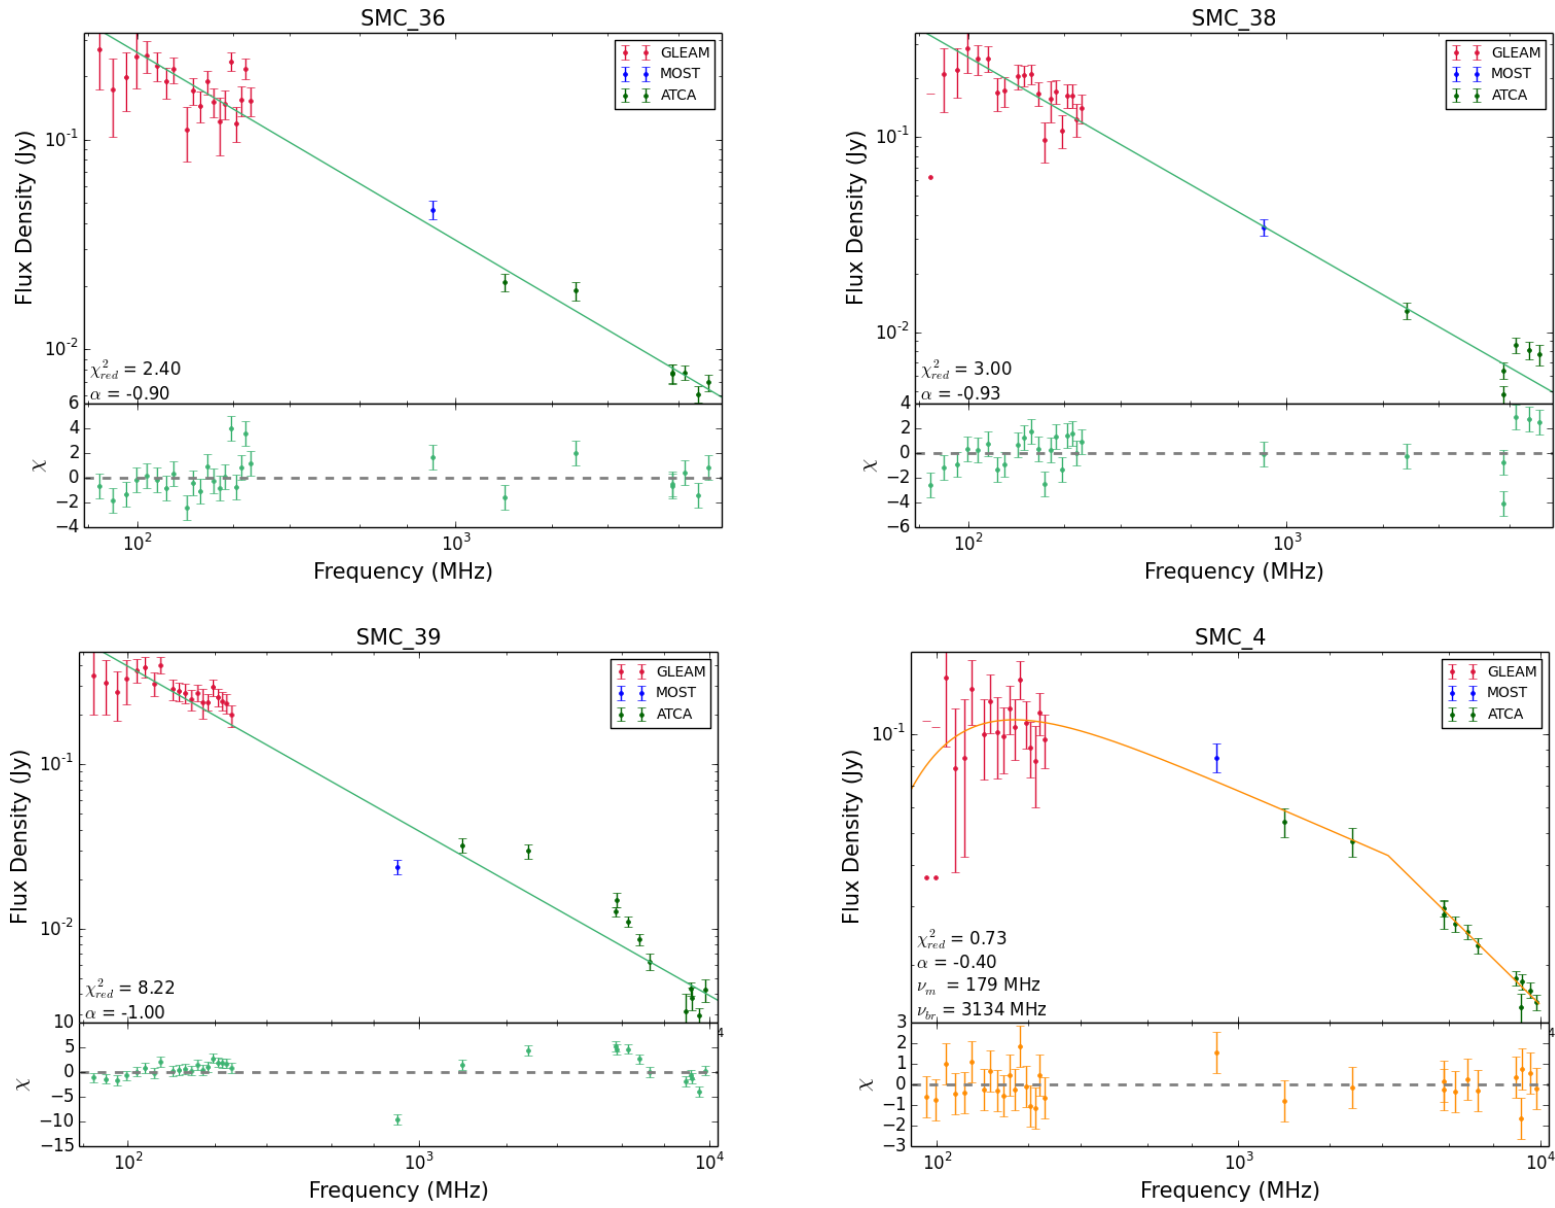 SMC_36
GLEAM
MOST
ATCA
Flux Density (Jy)
10⁻¹
10⁻²
χ²red = 2.40
α = -0.90
6
4
2
0
−2
−4
χ
10²
10³
Frequency (MHz)
SMC_38
GLEAM
MOST
ATCA
Flux Density (Jy)
10⁻¹
10⁻²
χ²red = 3.00
α = -0.93
4
2
0
−2
−4
−6
χ
10²
10³
Frequency (MHz)
SMC_39
GLEAM
MOST
ATCA
Flux Density (Jy)
10⁻¹
10⁻²
χ²red = 8.22
α = -1.00
10
5
0
−5
−10
−15
χ
4
10²
10³
10⁴
Frequency (MHz)
SMC_4
GLEAM
MOST
ATCA
Flux Density (Jy)
10⁻¹
χ²red = 0.73
α = -0.40
νm = 179 MHz
νbr = 3134 MHz
3
2
1
0
−1
−2
−3
χ
4
10²
10³
10⁴
Frequency (MHz)